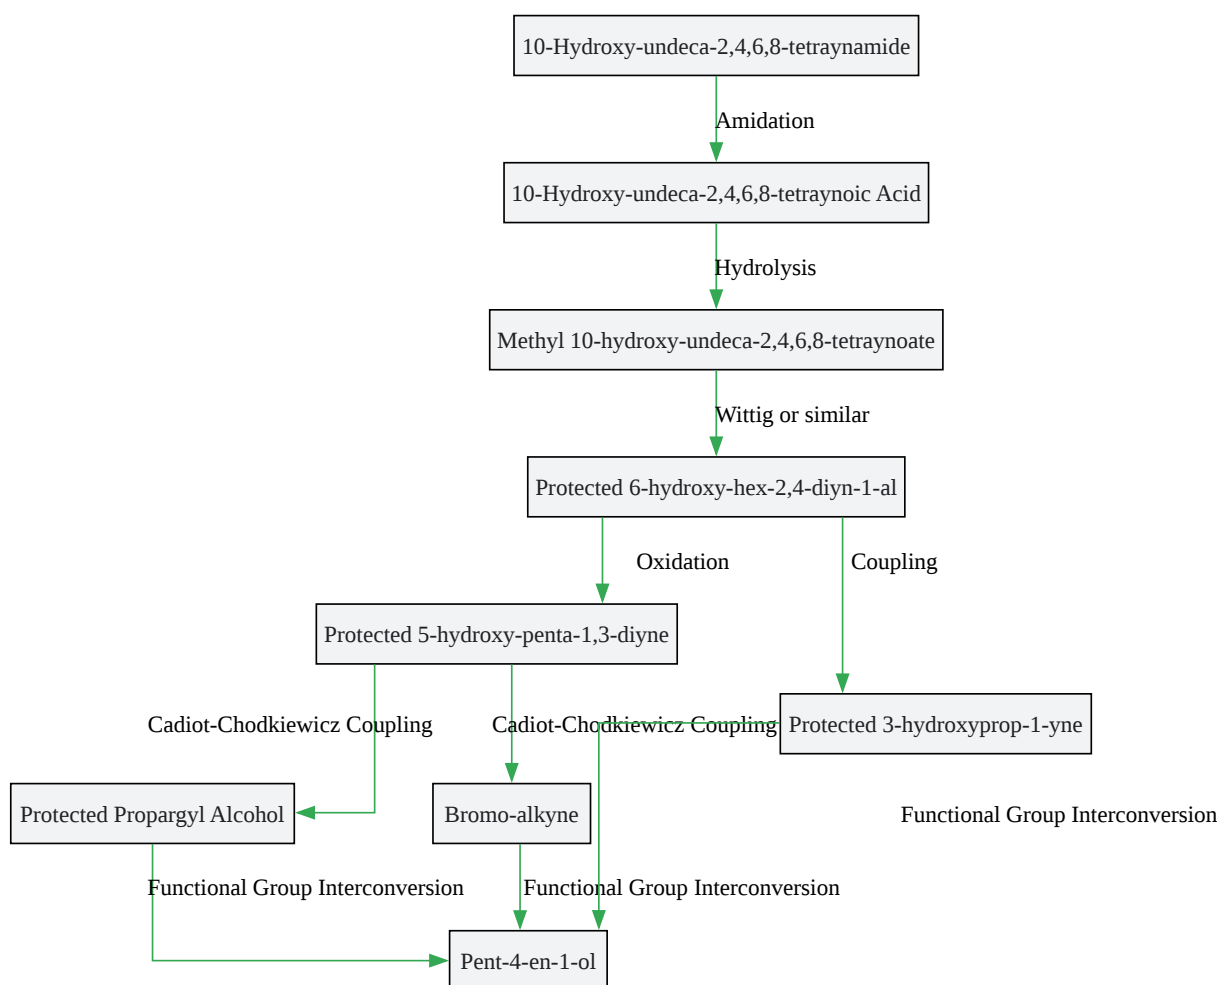 10-Hydroxy-undeca-2,4,6,8-tetraynamide
Amidation
10-Hydroxy-undeca-2,4,6,8-tetraynoic Acid
Hydrolysis
Methyl 10-hydroxy-undeca-2,4,6,8-tetraynoate
Wittig or similar
Protected 6-hydroxy-hex-2,4-diyn-1-al
Oxidation
Coupling
Protected 5-hydroxy-penta-1,3-diyne
Cadiot-Chodkiewicz Coupling
Cadiot-Chodkiewicz Coupling
Protected 3-hydroxyprop-1-yne
Protected Propargyl Alcohol
Bromo-alkyne
Functional Group Interconversion
Functional Group Interconversion
Functional Group Interconversion
Pent-4-en-1-ol